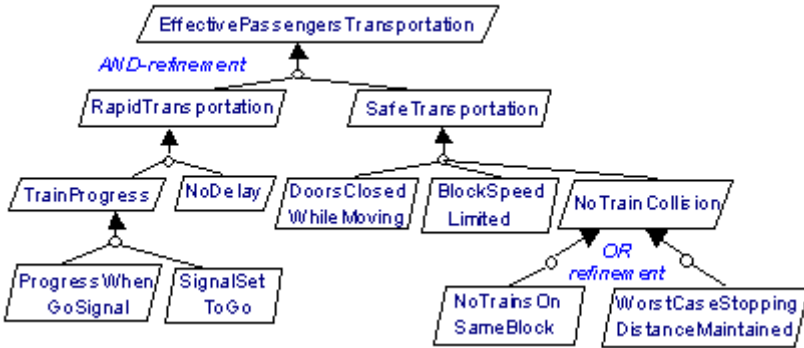 EffectivePassengersTransportation
AND-refinement
RapidTransportation
SafeTransportation
TrainProgress
NoDelay
DoorsClosed
WhileMoving
BlockSpeed
Limited
NoTrainCollision
OR
refinement
ProgressWhen
GoSignal
SignalSet
ToGo
NoTrainsOn
SameBlock
WorstCaseStopping
DistanceMaintained